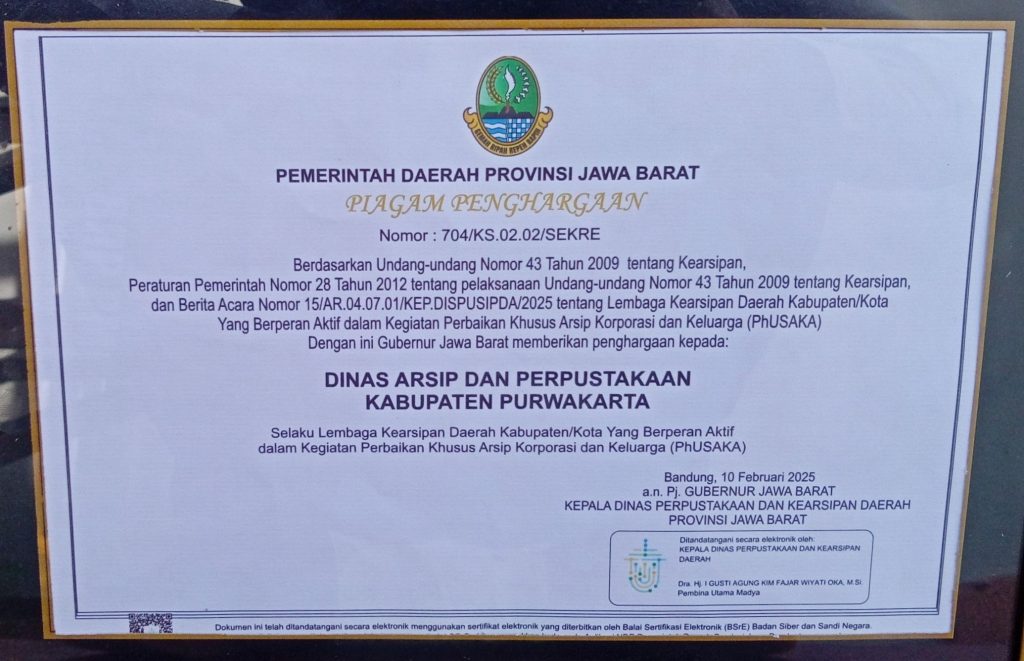 GEMAH RIPAH REPEH RAPIH
PEMERINTAH DAERAH PROVINSI JAWA BARAT
PIAGAM PENGHARGAAN
Nomor : 704/KS.02.02/SEKRE
Berdasarkan Undang-undang Nomor 43 Tahun 2009 tentang Kearsipan,
Peraturan Pemerintah Nomor 28 Tahun 2012 tentang pelaksanaan Undang-undang Nomor 43 Tahun 2009 tentang Kearsipan,
dan Berita Acara Nomor 15/AR.04.07.01/KEP.DISPUSIPDA/2025 tentang Lembaga Kearsipan Daerah Kabupaten/Kota
Yang Berperan Aktif dalam Kegiatan Perbaikan Khusus Arsip Korporasi dan Keluarga (PhUSAKA)
Dengan ini Gubernur Jawa Barat memberikan penghargaan kepada:
DINAS ARSIP DAN PERPUSTAKAAN
KABUPATEN PURWAKARTA
Selaku Lembaga Kearsipan Daerah Kabupaten/Kota Yang Berperan Aktif
dalam Kegiatan Perbaikan Khusus Arsip Korporasi dan Keluarga (PhUSAKA)
Bandung, 10 Februari 2025
a.n. Pj. GUBERNUR JAWA BARAT
KEPALA DINAS PERPUSTAKAAN DAN KEARSIPAN DAERAH
PROVINSI JAWA BARAT
Ditandatangani secara elektronik oleh:
KEPALA DINAS PERPUSTAKAAN DAN KEARSIPAN
DAERAH
Dra. Hj. I GUSTI AGUNG KIM FAJAR WIYATI OKA, M.Si.
Pembina Utama Madya
Dokumen ini telah ditandatangani secara elektronik menggunakan sertifikat elektronik yang diterbitkan oleh Balai Sertifikasi Elektronik (BSrE) Badan Siber dan Sandi Negara.